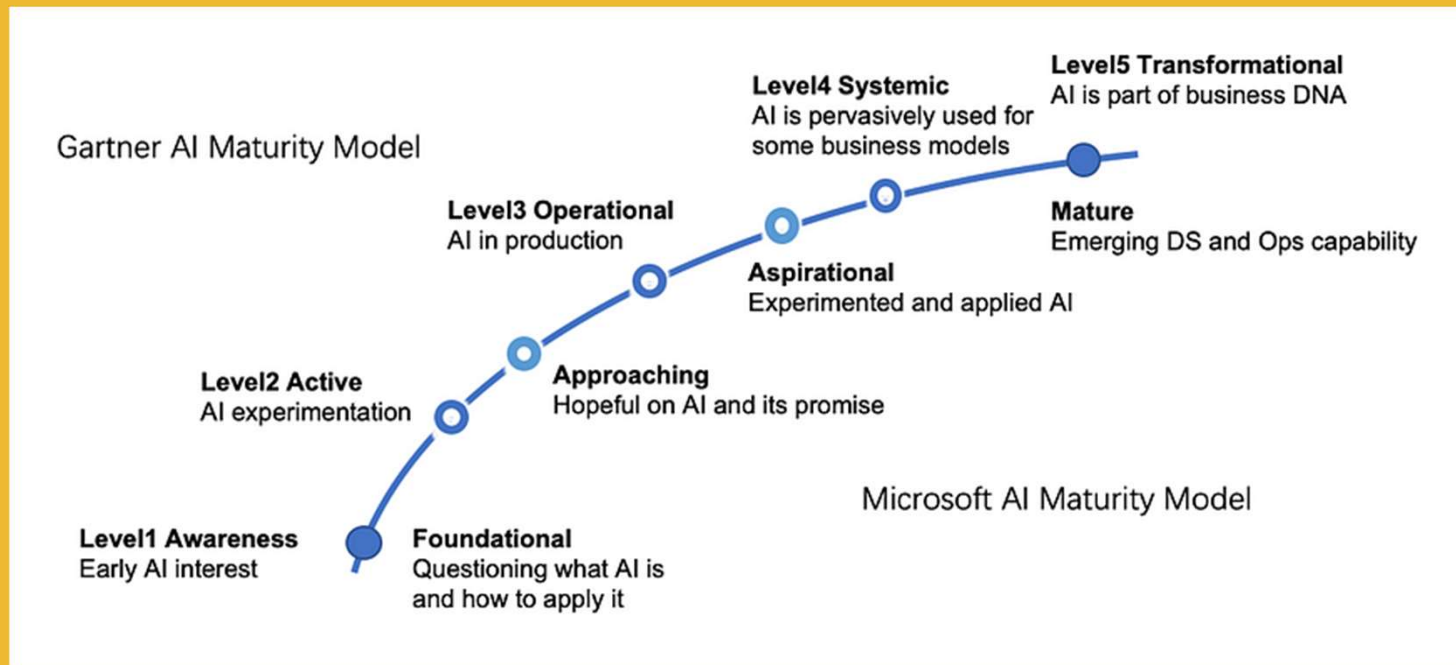 Gartner AI Maturity Model
Level1 Awareness
Early AI interest
Level2 Active
AI experimentation
Level3 Operational
AI in production
Level4 Systemic
AI is pervasively used for
some business models
Level5 Transformational
AI is part of business DNA
Foundational
Questioning what AI is
and how to apply it
Approaching
Hopeful on AI and its promise
Aspirational
Experimented and applied AI
Mature
Emerging DS and Ops capability
Microsoft AI Maturity Model